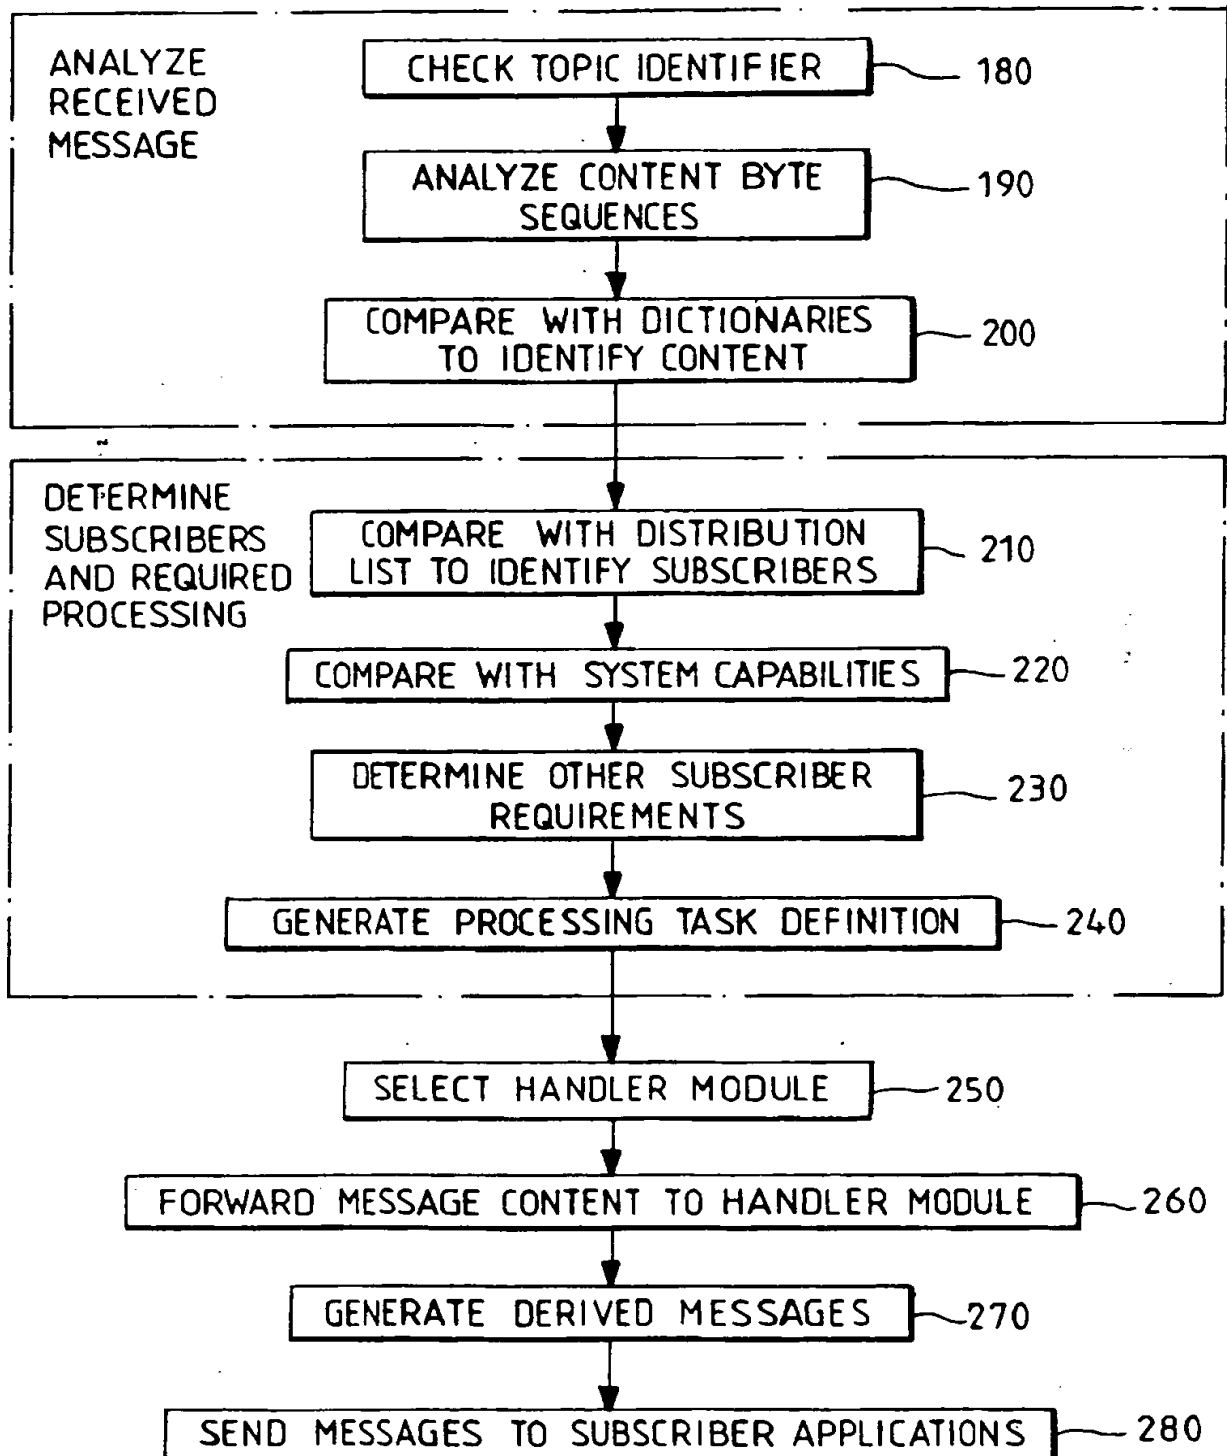 ANALYZE
RECEIVED
MESSAGE
CHECK TOPIC IDENTIFIER
180
ANALYZE CONTENT BYTE
SEQUENCES
190
COMPARE WITH DICTIONARIES
TO IDENTIFY CONTENT
200
DETERMINE
SUBSCRIBERS
AND REQUIRED
PROCESSING
COMPARE WITH DISTRIBUTION
LIST TO IDENTIFY SUBSCRIBERS
210
COMPARE WITH SYSTEM CAPABILITIES
220
DETERMINE OTHER SUBSCRIBER
REQUIREMENTS
230
GENERATE PROCESSING TASK DEFINITION
240
SELECT HANDLER MODULE
250
FORWARD MESSAGE CONTENT TO HANDLER MODULE
260
GENERATE DERIVED MESSAGES
270
SEND MESSAGES TO SUBSCRIBER APPLICATIONS
280